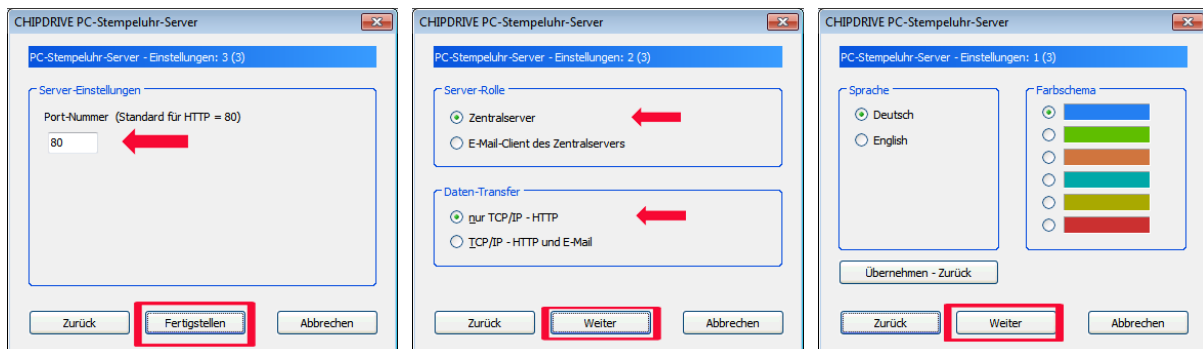 CHIPDRIVE PC-Stempeluhr-Server
PC-Stempeluhr-Server - Einstellungen: 3 (3)
Server-Einstellungen
Port-Nummer (Standard für HTTP = 80)
80
Zurück
Fertigstellen
Abbrechen
CHIPDRIVE PC-Stempeluhr-Server
PC-Stempeluhr-Server - Einstellungen: 2 (3)
Server-Rolle
Zentralserver
E-Mail-Client des Zentralservers
Daten-Transfer
nur TCP/IP - HTTP
TCP/IP - HTTP und E-Mail
Zurück
Weiter
Abbrechen
CHIPDRIVE PC-Stempeluhr-Server
PC-Stempeluhr-Server - Einstellungen: 1 (3)
Sprache
Deutsch
English
Farbschema
Übernehmen - Zurück
Zurück
Weiter
Abbrechen